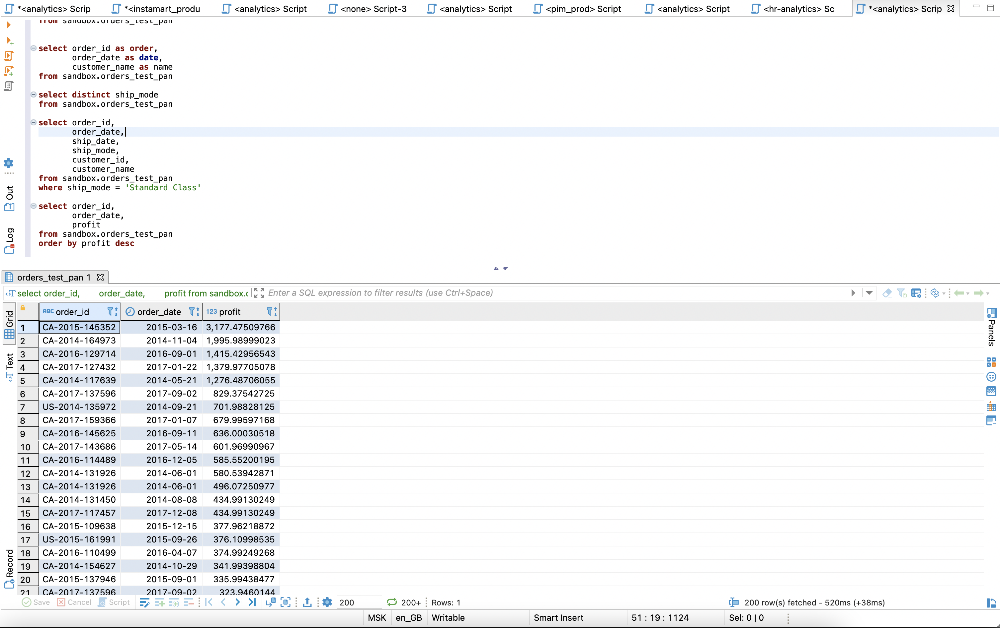 *<analytics> Scrip *<instamart_produ <analytics> Script <none> Script-3 <analytics> Script <pim_prod> Script <analytics> Script <hr-analytics> Sc *<analytics> Scrip
from sandbox.orders_test_pan
select order_id as order,
order_date as date,
customer_name as name
from sandbox.orders_test_pan
select distinct ship_mode
from sandbox.orders_test_pan
select order_id,
order_date,
ship_date,
ship_mode,
customer_id,
customer_name
from sandbox.orders_test_pan
where ship_mode = 'Standard Class'
select order_id,
order_date,
profit
from sandbox.orders_test_pan
order by profit desc
Out
Log
orders_test_pan 1
select order_id, order_date, profit from sandbox.o Enter a SQL expression to filter results (use Ctrl+Space)
Grid
Text
Record
Panels
ABC order_id order_date 123 profit
1 CA-2015-145352 2015-03-16 3,177.47509766
2 CA-2014-164973 2014-11-04 1,995.98999023
3 CA-2016-129714 2016-09-01 1,415.42956543
4 CA-2017-127432 2017-01-22 1,379.97705078
5 CA-2014-117639 2014-05-21 1,276.48706055
6 CA-2017-137596 2017-09-02 829.37542725
7 US-2014-135972 2014-09-21 701.98828125
8 CA-2017-159366 2017-01-07 679.99597168
9 CA-2016-145625 2016-09-11 636.00030518
10 CA-2017-143686 2017-05-14 601.96990967
11 CA-2016-114489 2016-12-05 585.55200195
12 CA-2014-131926 2014-06-01 580.53942871
13 CA-2014-131926 2014-06-01 496.07250977
14 CA-2014-131450 2014-08-08 434.99130249
15 CA-2017-117457 2017-12-08 434.99130249
16 CA-2015-109638 2015-12-15 377.96218872
17 US-2015-161991 2015-09-26 376.10998535
18 CA-2016-110499 2016-04-07 374.99249268
19 CA-2014-154627 2014-10-29 341.99398804
20 CA-2015-137946 2015-09-01 335.99438477
21 CA-2017-137596 2017-09-02 323.9460144
Save Cancel Script 200 200+ Rows: 1 200 row(s) fetched - 520ms (+38ms)
MSK en_GB Writable Smart Insert 51 : 19 : 1124 Sel: 0 | 0